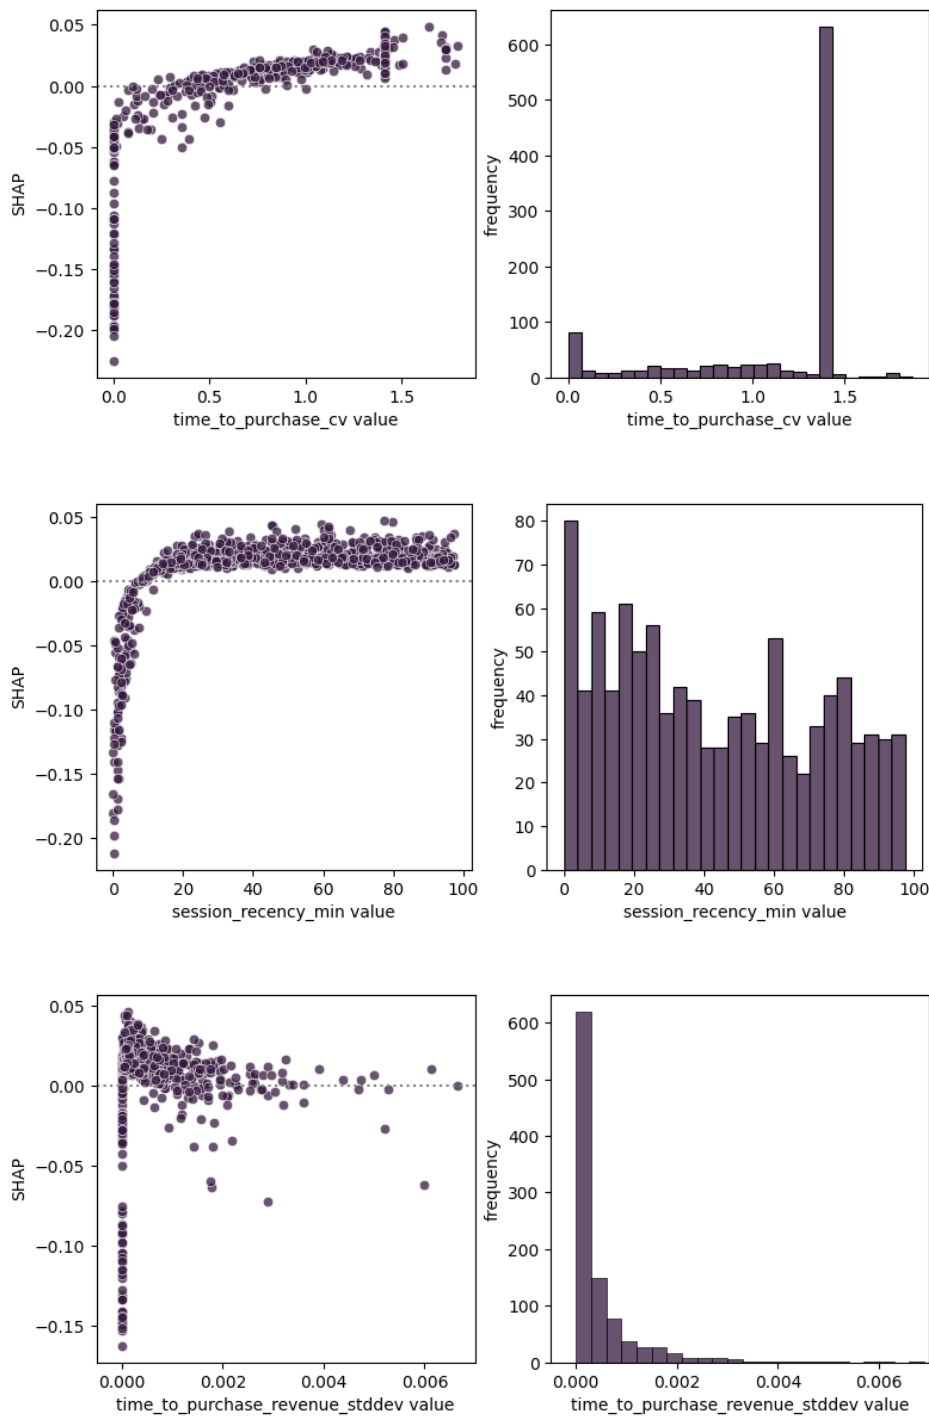 0.05
0.00
−0.05
−0.10
−0.15
−0.20
SHAP
0.0 0.5 1.0 1.5
time_to_purchase_cv value
600
500
400
300
200
100
0
frequency
0.0 0.5 1.0 1.5
time_to_purchase_cv value
0.05
0.00
−0.05
−0.10
−0.15
−0.20
SHAP
0 20 40 60 80 100
session_recency_min value
80
70
60
50
40
30
20
10
0
frequency
0 20 40 60 80 100
session_recency_min value
0.05
0.00
−0.05
−0.10
−0.15
SHAP
0.000 0.002 0.004 0.006
time_to_purchase_revenue_stddev value
600
500
400
300
200
100
0
frequency
0.000 0.002 0.004 0.006
time_to_purchase_revenue_stddev value